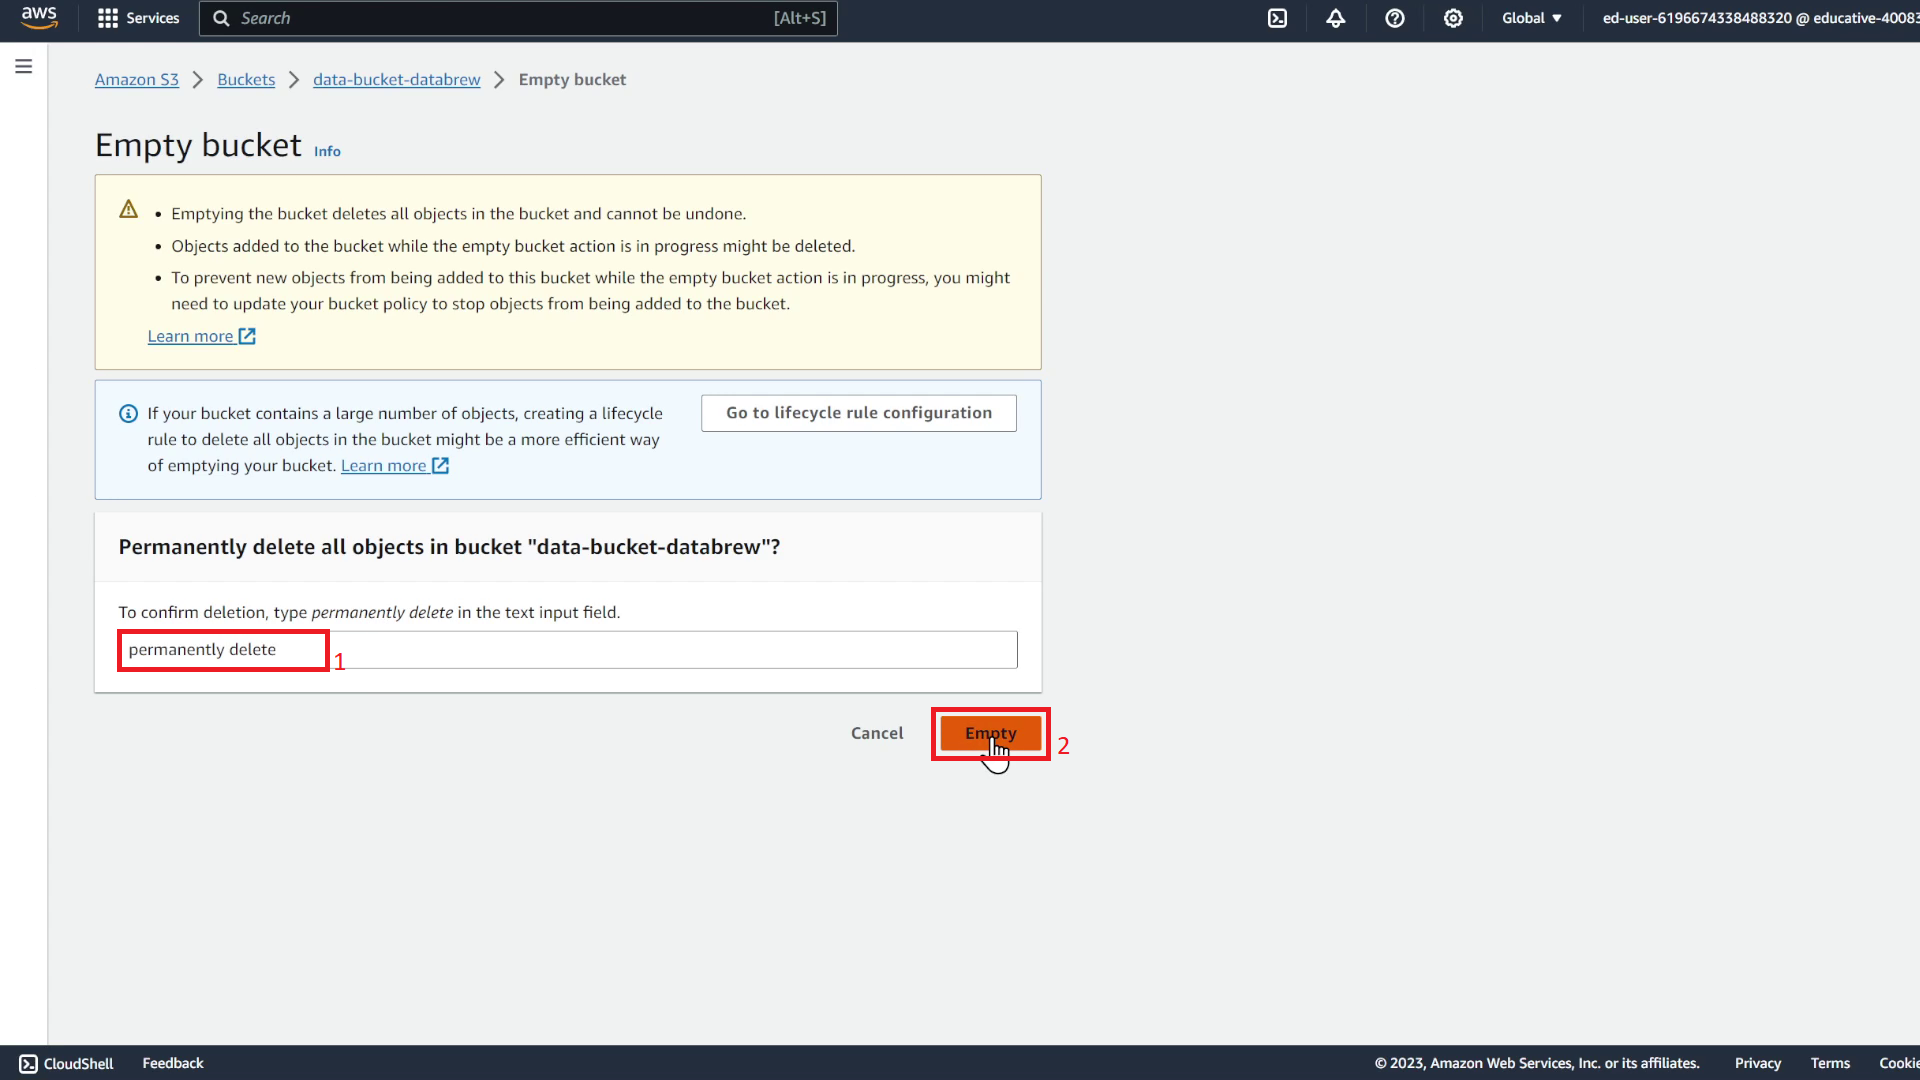 aws Services Search [Alt+S] Global ed-user-6196674338488320 @ educative-40083
Amazon S3 Buckets data-bucket-databrew Empty bucket
Empty bucket Info
Emptying the bucket deletes all objects in the bucket and cannot be undone.
Objects added to the bucket while the empty bucket action is in progress might be deleted.
To prevent new objects from being added to this bucket while the empty bucket action is in progress, you might
need to update your bucket policy to stop objects from being added to the bucket.
Learn more
If your bucket contains a large number of objects, creating a lifecycle
rule to delete all objects in the bucket might be a more efficient way
of emptying your bucket. Learn more
Go to lifecycle rule configuration
Permanently delete all objects in bucket "data-bucket-databrew"?
To confirm deletion, type permanently delete in the text input field.
permanently delete 1
Cancel Empty 2
CloudShell Feedback © 2023, Amazon Web Services, Inc. or its affiliates. Privacy Terms Cookie